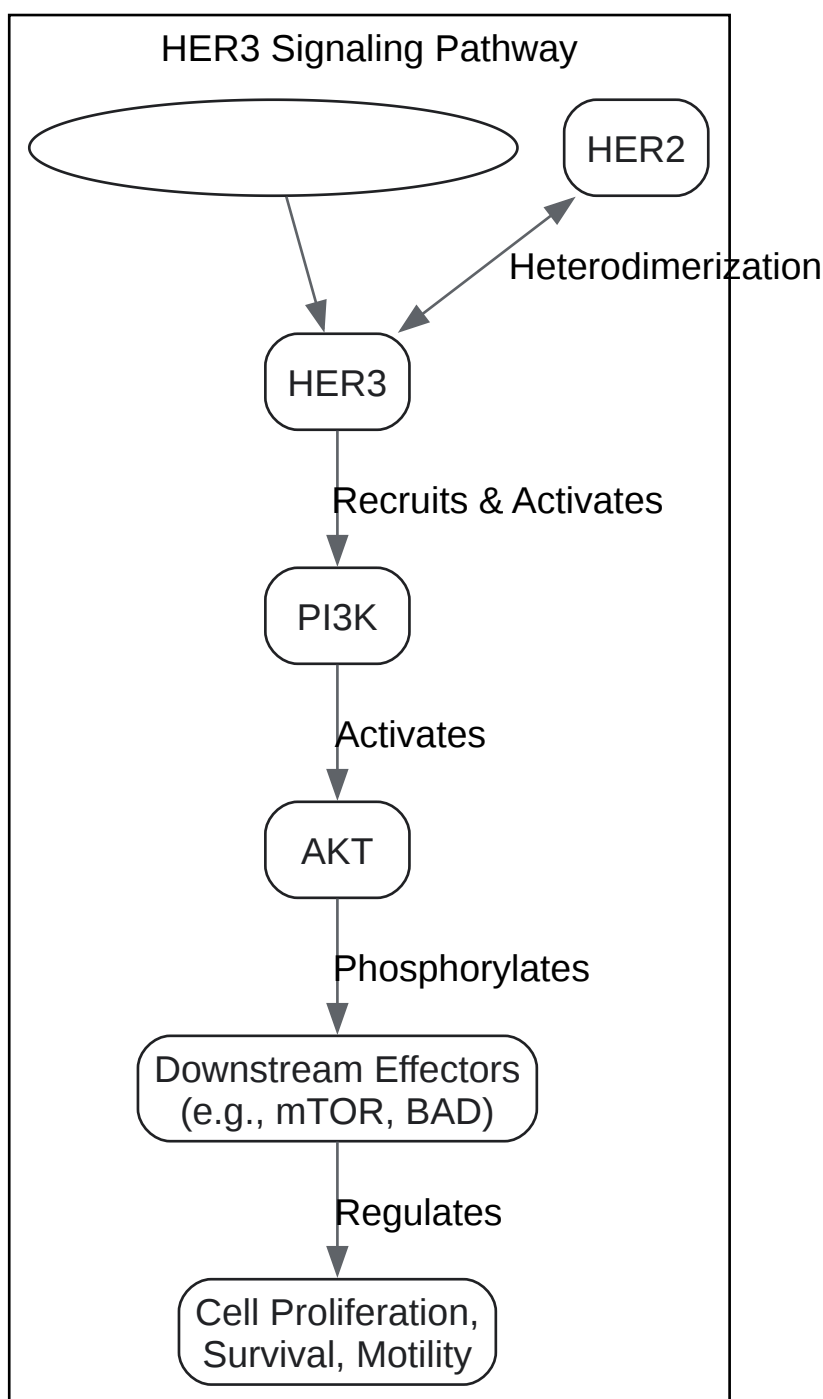 HER3 Signaling Pathway
HER2
Heterodimerization
HER3
Recruits & Activates
PI3K
Activates
AKT
Phosphorylates
Downstream Effectors
(e.g., mTOR, BAD)
Regulates
Cell Proliferation,
Survival, Motility